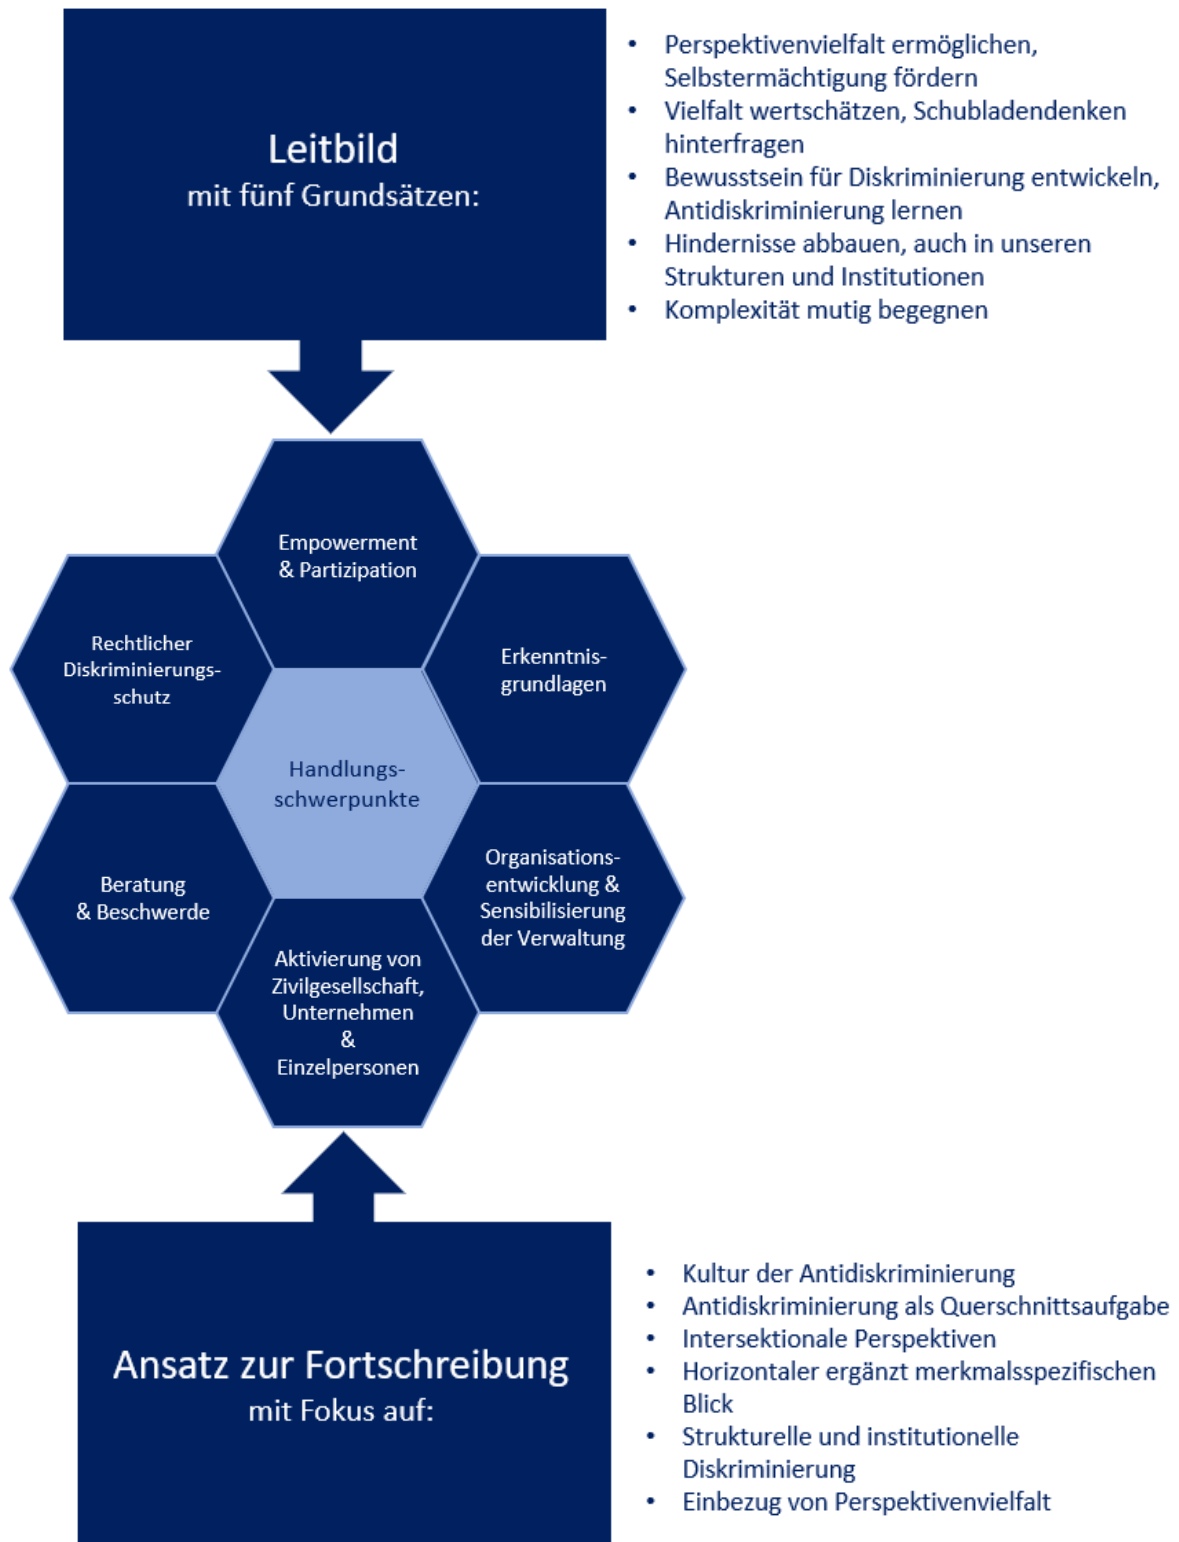 Leitbild
mit fünf Grundsätzen:
• Perspektivenvielfalt ermöglichen,
Selbstermächtigung fördern
• Vielfalt wertschätzen, Schubladendenken
hinterfragen
• Bewusstsein für Diskriminierung entwickeln,
Antidiskriminierung lernen
• Hindernisse abbauen, auch in unseren
Strukturen und Institutionen
• Komplexität mutig begegnen
Empowerment
& Partizipation
Rechtlicher
Diskriminierungs-
schutz
Erkenntnis-
grundlagen
Handlungs-
schwerpunkte
Beratung
& Beschwerde
Organisations-
entwicklung &
Sensibilisierung
der Verwaltung
Aktivierung von
Zivilgesellschaft,
Unternehmen
&
Einzelpersonen
Ansatz zur Fortschreibung
mit Fokus auf:
• Kultur der Antidiskriminierung
• Antidiskriminierung als Querschnittsaufgabe
• Intersektionale Perspektiven
• Horizontaler ergänzt merkmalsspezifischen
Blick
• Strukturelle und institutionelle
Diskriminierung
• Einbezug von Perspektivenvielfalt